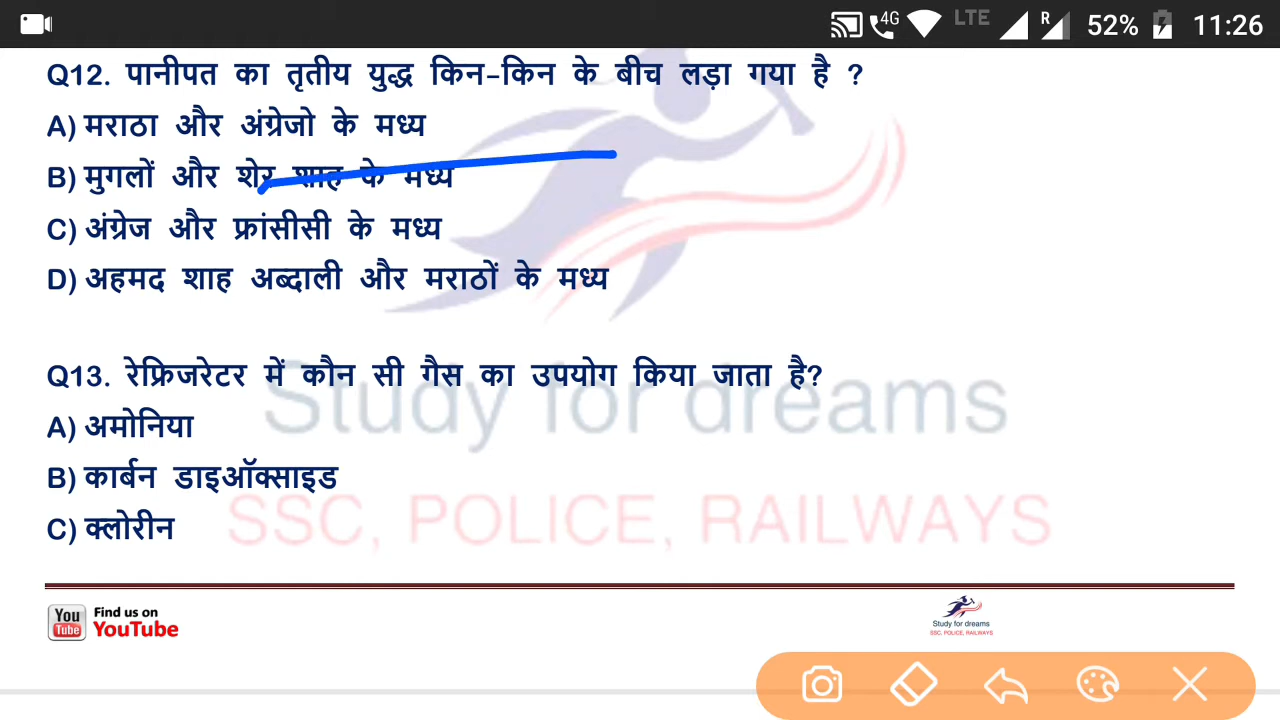 4G LTE R 52% 11:26
Q12. पानीपत का तृतीय युद्ध किन-किन के बीच लड़ा गया है ?
A) मराठा और अंग्रेजो के मध्य
B) मुगलों और शेर शाह के मध्य
C) अंग्रेज और फ्रांसीसी के मध्य
D) अहमद शाह अब्दाली और मराठों के मध्य
Q13. रेफ्रिजरेटर में कौन सी गैस का उपयोग किया जाता है?
Study for dreams
A) अमोनिया
B) कार्बन डाइऑक्साइड
SSC, POLICE, RAILWAYS
C) क्लोरीन
You Tube Find us on
YouTube
Study for dreams
SSC, POLICE, RAILWAYS